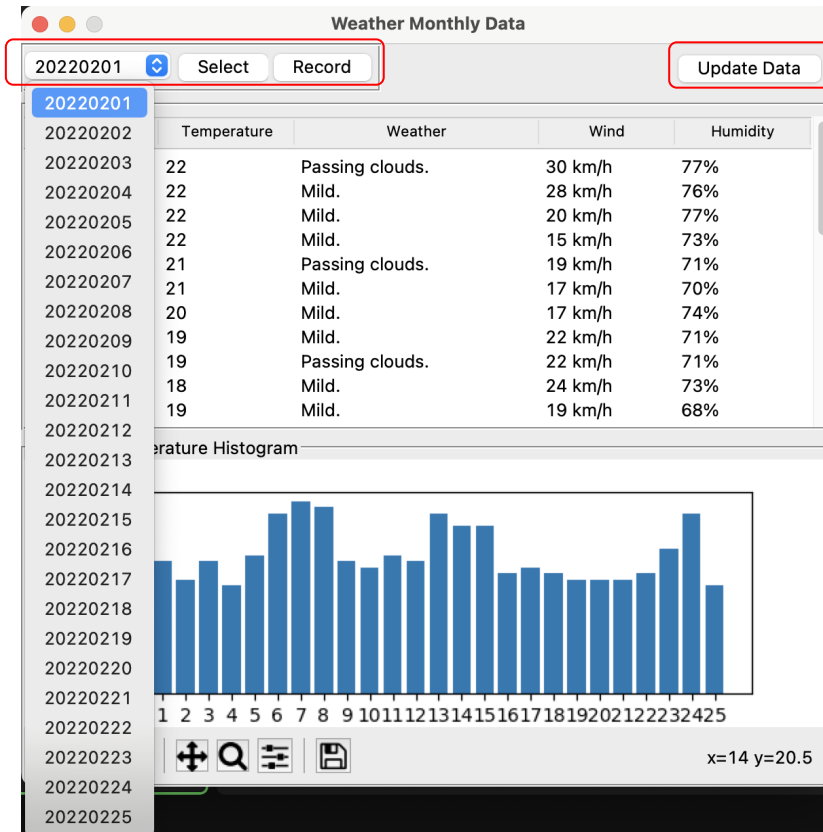 Weather Monthly Data
20220201 Select Record Update Data
20220201
20220202
20220203
20220204
20220205
20220206
20220207
20220208
20220209
20220210
20220211
20220212
20220213
20220214
20220215
20220216
20220217
20220218
20220219
20220220
20220221
20220222
20220223
20220224
20220225
Temperature Weather Wind Humidity
22 Passing clouds. 30 km/h 77%
22 Mild. 28 km/h 76%
22 Mild. 20 km/h 77%
22 Mild. 15 km/h 73%
21 Passing clouds. 19 km/h 71%
21 Mild. 17 km/h 70%
20 Mild. 17 km/h 74%
19 Mild. 22 km/h 71%
19 Passing clouds. 22 km/h 71%
18 Mild. 24 km/h 73%
19 Mild. 19 km/h 68%
erature Histogram
1 2 3 4 5 6 7 8 9 10 11 12 13 14 15 16 17 18 19 20 21 22 23 24 25
x=14 y=20.5